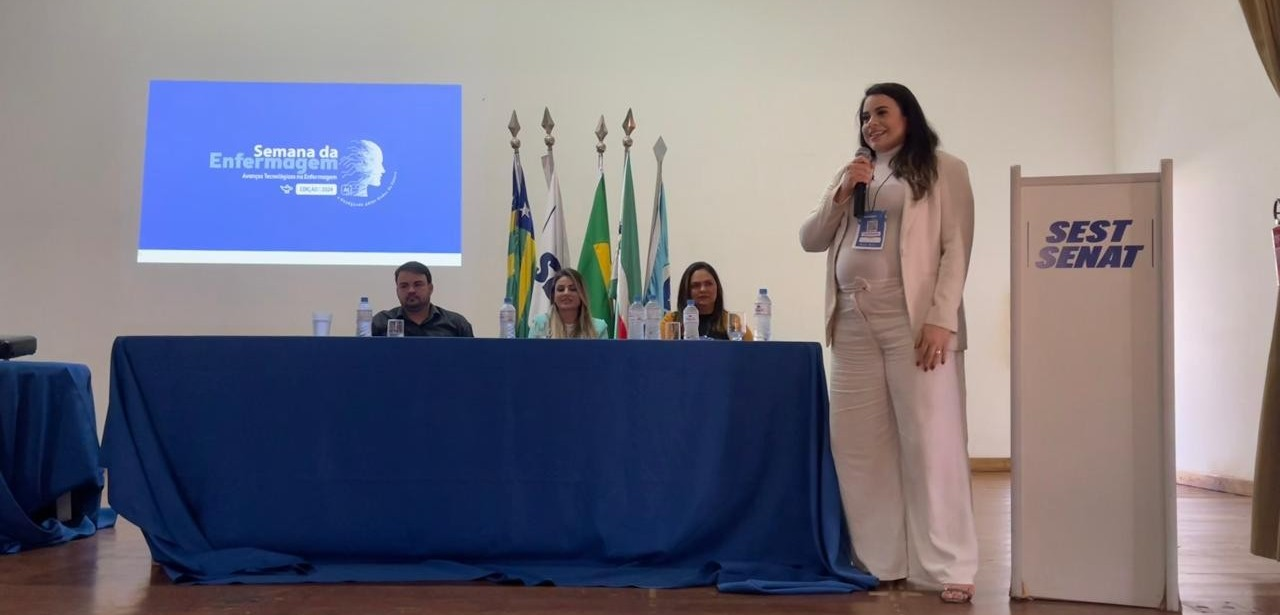 Semana da
Enfermagem
Avanços Tecnológicos na Enfermagem
EDIÇÃO / 2024
SEST
SENAT